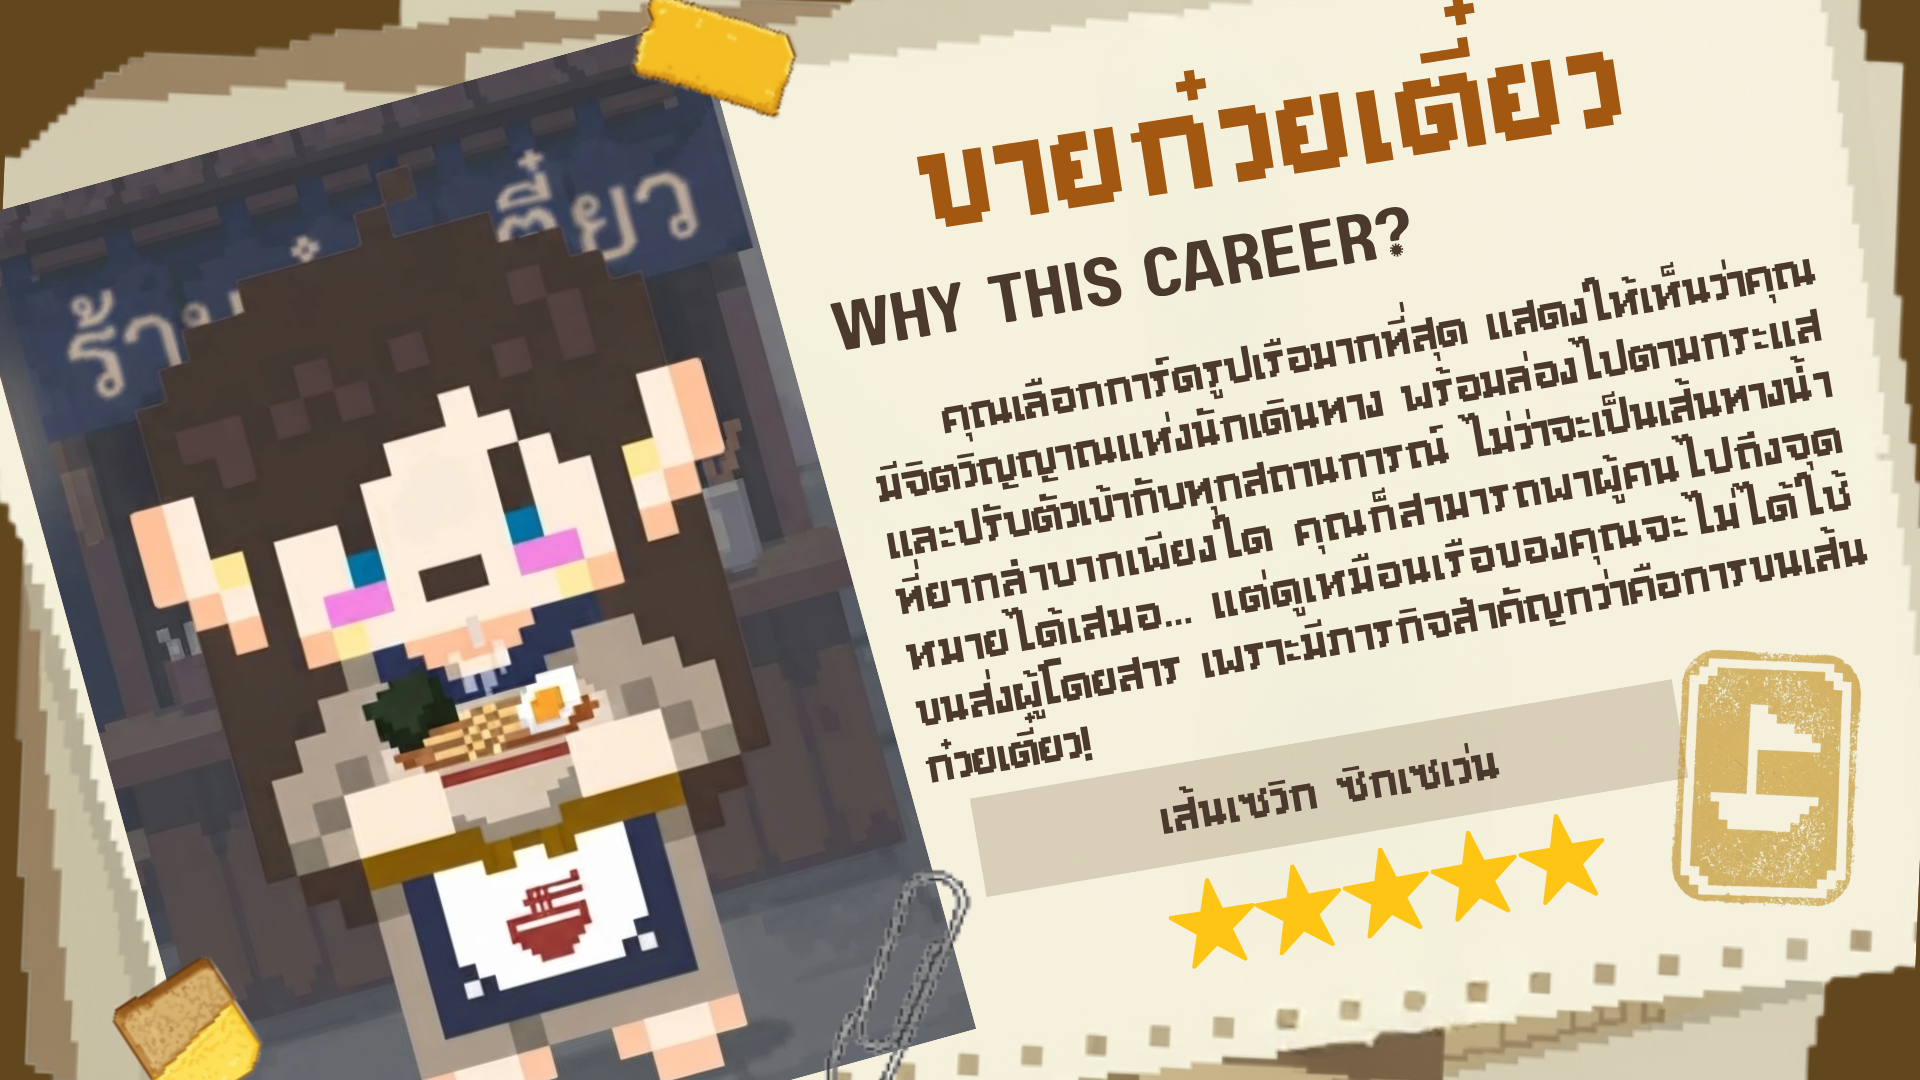 ร้าน
ตี๋ยว
ขายก๋วยเตี๋ยว
WHY THIS CAREER?
คุณเลือกการ์ดรูปเรือมากที่สุด แสดงให้เห็นว่าคุณ
มีจิตวิญญาณแห่งนักเดินทาง พร้อมล่องไปตามกระแส
และปรับตัวเข้ากับทุกสถานการณ์ ไม่ว่าจะเป็นเส้นทางน้ำ
ที่ยากลำบากเพียงใด คุณก็สามารถพาผู้คนไปถึงจุด
หมายได้เสมอ... แต่ดูเหมือนเรือของคุณจะไม่ได้ใช้
ขนส่งผู้โดยสาร เพราะมีภารกิจสำคัญกว่าคือการขนเส้น
ก๋วยเตี๋ยว!
เส้นเซวิก ซิกเซเว่น